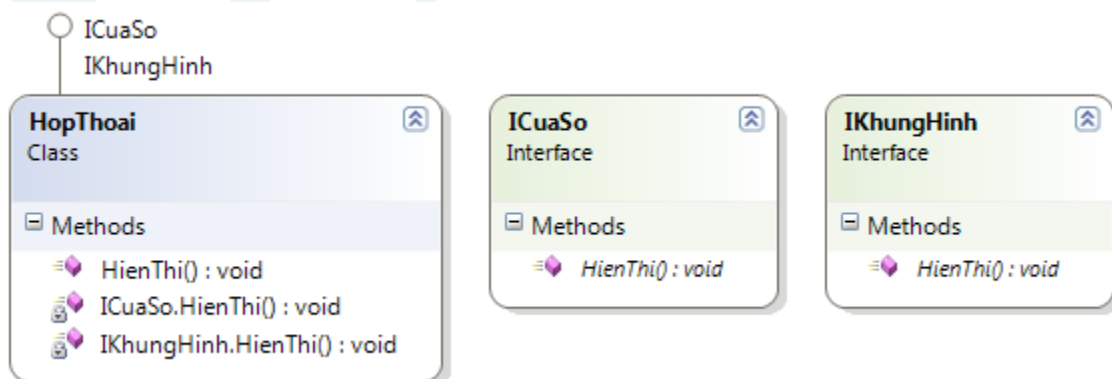 ICuaSo
IKhungHinh
HopThoai
Class
Methods
HienThi() : void
ICuaSo.HienThi() : void
IKhungHinh.HienThi() : void
ICuaSo
Interface
Methods
HienThi() : void
IKhungHinh
Interface
Methods
HienThi() : void